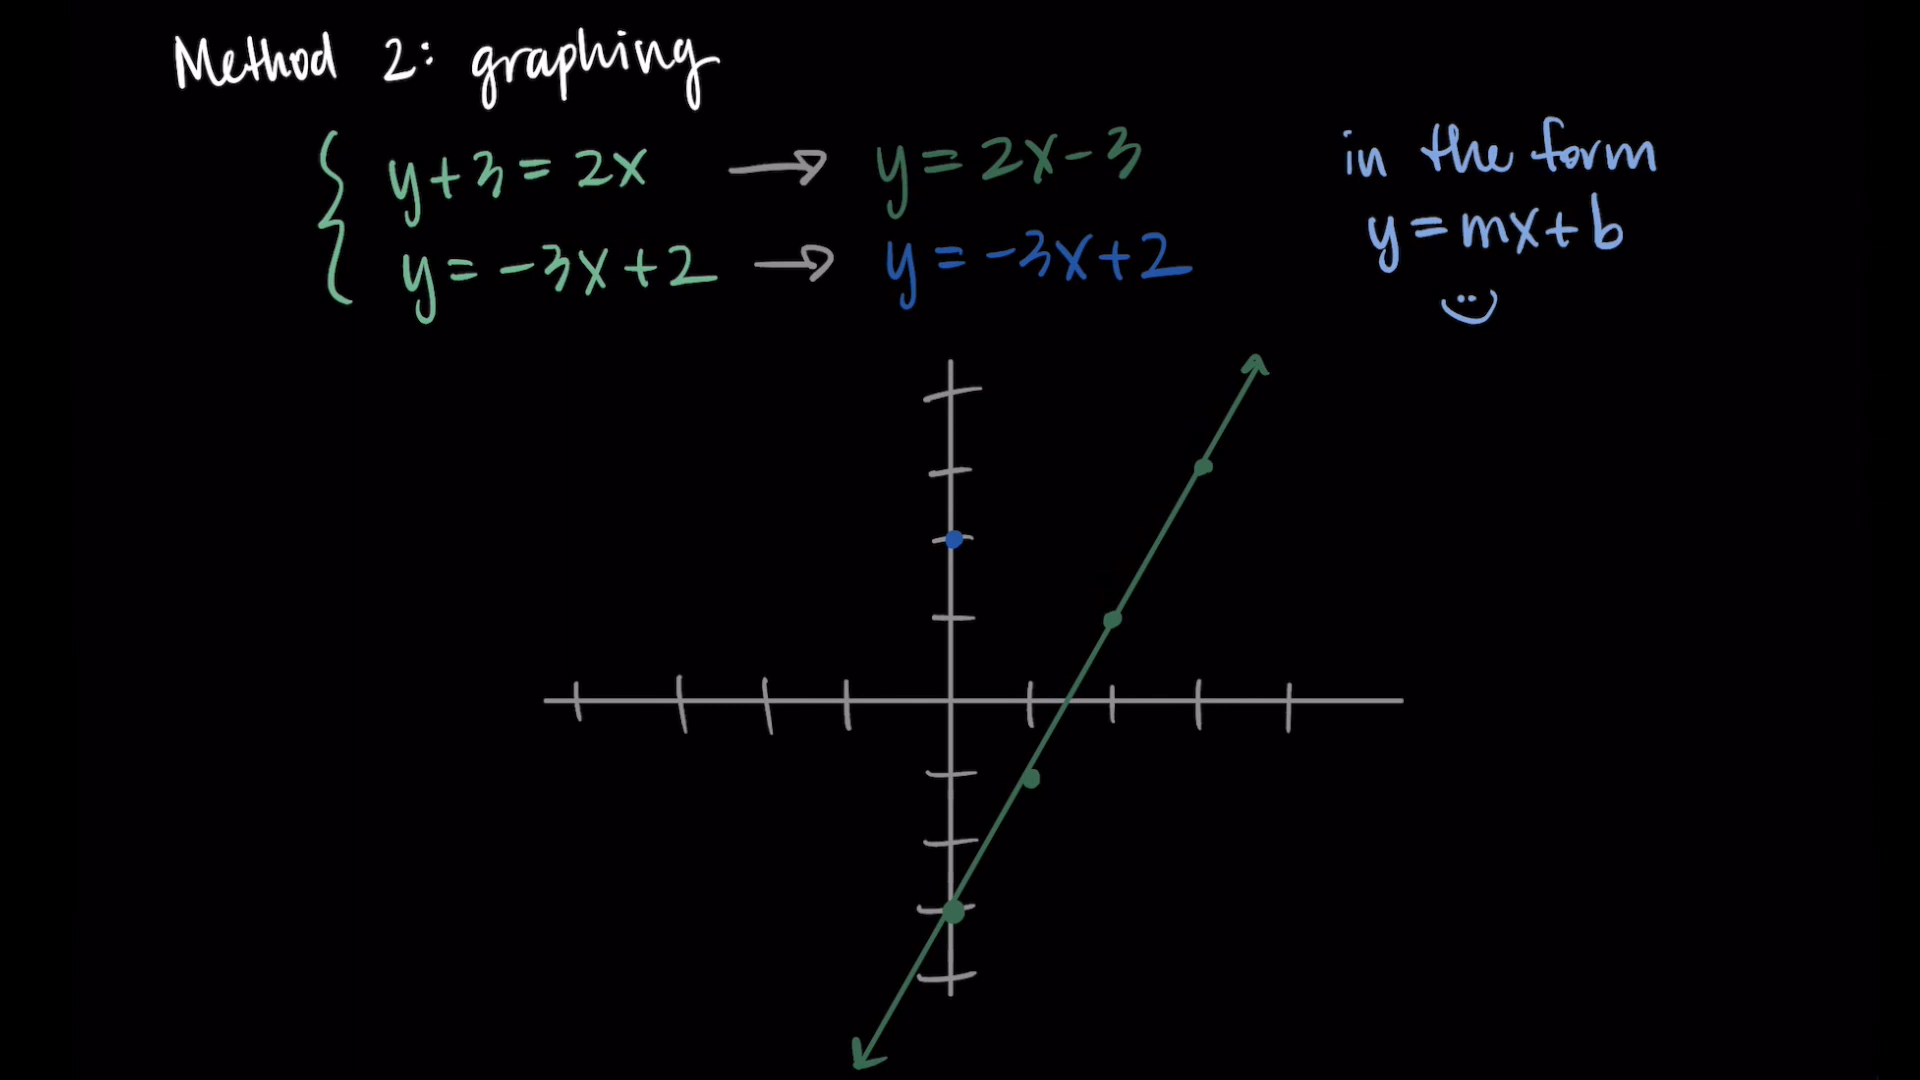 Method 2: graphing
y+3=2x → y=2x-3
y=-3x+2 → y=-3x+2
in the form
y=mx+b